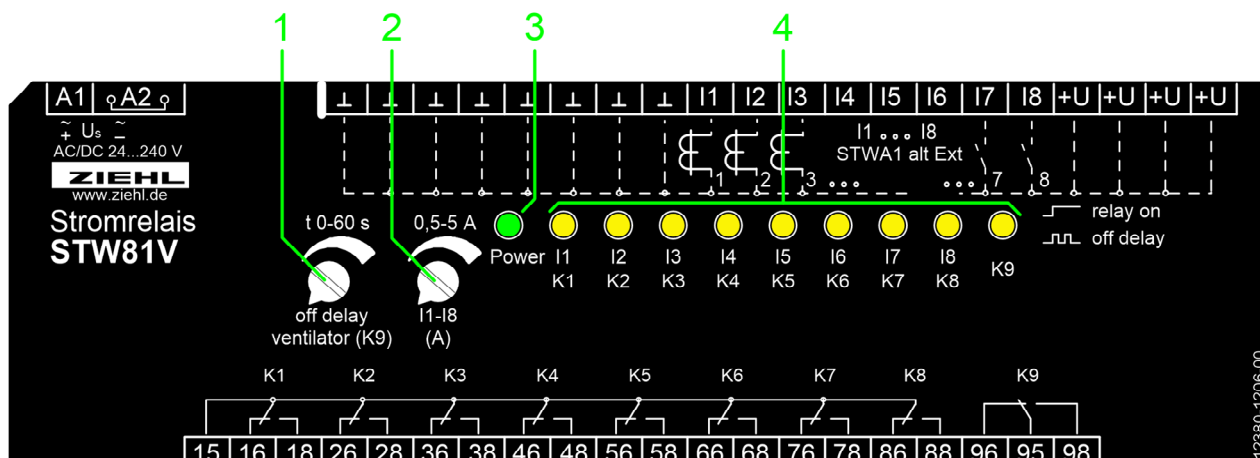 1 2 3 4
A1 A2 ⊥ ⊥ ⊥ ⊥ ⊥ ⊥ ⊥ ⊥ I1 I2 I3 I4 I5 I6 I7 I8 +U +U +U +U
~ + Us ~ −
AC/DC 24...240 V
ZIEHL
www.ziehl.de
I1 ... I8
STWA1 alt Ext
1 2 3 ... ... 7 8
Stromrelais
STW81V
t 0-60 s 0,5-5 A
relay on
off delay
Power I1 I2 I3 I4 I5 I6 I7 I8
K1 K2 K3 K4 K5 K6 K7 K8 K9
off delay
ventilator (K9)
I1-I8
(A)
K1 K2 K3 K4 K5 K6 K7 K8 K9
15 16 18 26 28 36 38 46 48 56 58 66 68 76 78 86 88 96 95 98